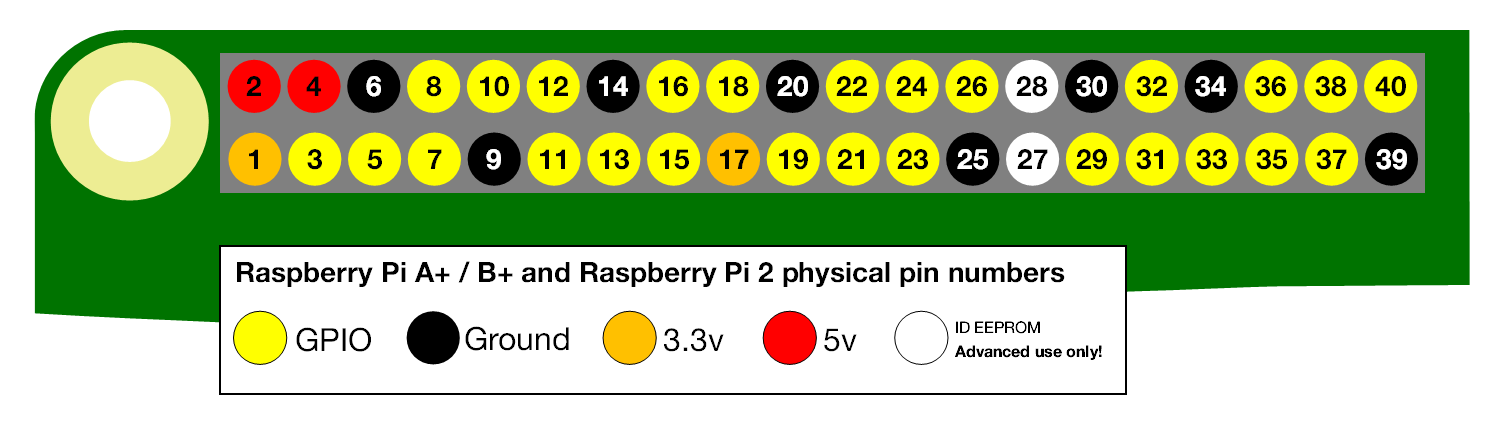 2 4 6 8 10 12 14 16 18 20 22 24 26 28 30 32 34 36 38 40
1 3 5 7 9 11 13 15 17 19 21 23 25 27 29 31 33 35 37 39
Raspberry Pi A+ / B+ and Raspberry Pi 2 physical pin numbers
GPIO Ground 3.3v 5v ID EEPROM
Advanced use only!